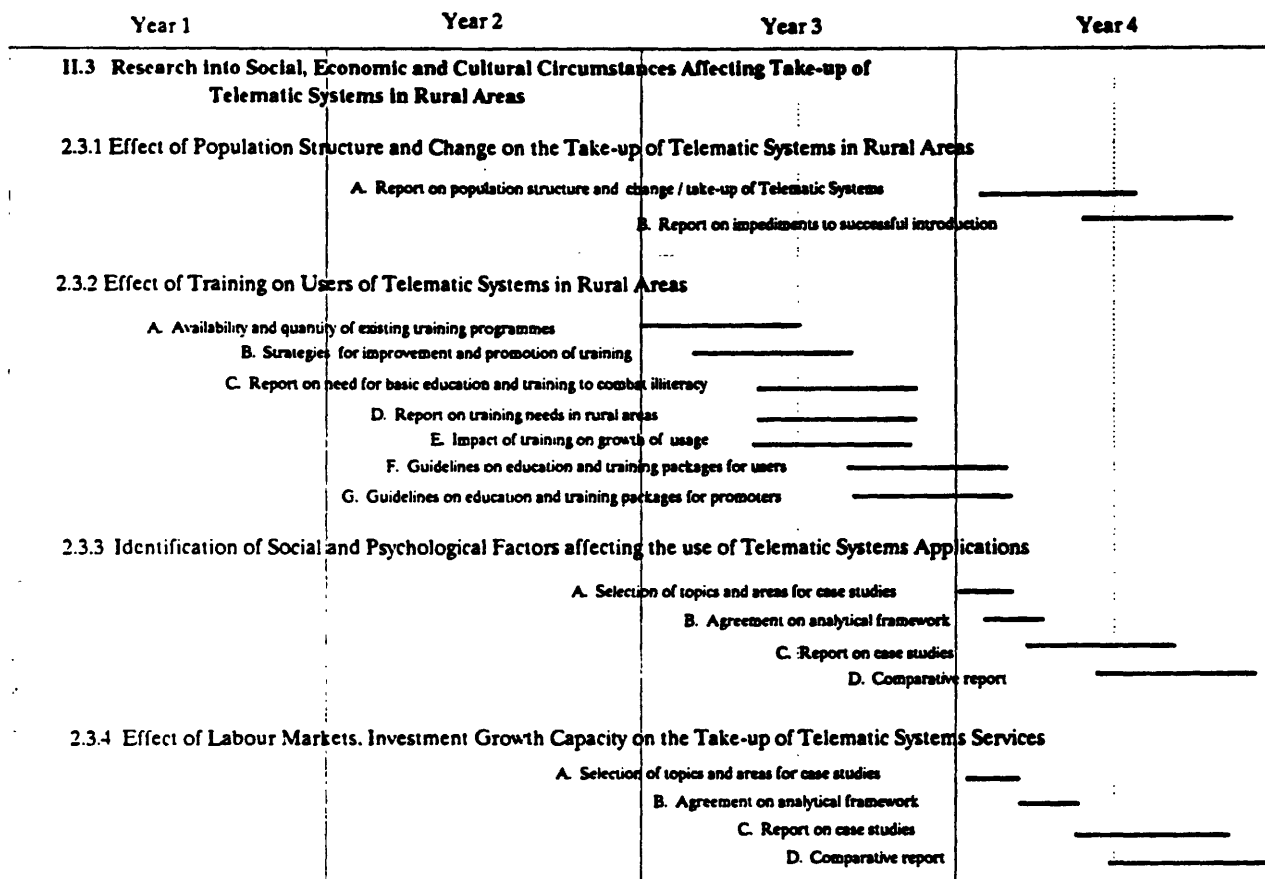 Year 1 Year 2 Year 3 Year 4
II.3 Research into Social, Economic and Cultural Circumstances Affecting Take-up of
Telematic Systems in Rural Areas
2.3.1 Effect of Population Structure and Change on the Take-up of Telematic Systems in Rural Areas
A. Report on population structure and change / take-up of Telematic Systems
B. Report on impediments to successful introduction
2.3.2 Effect of Training on Users of Telematic Systems in Rural Areas
A. Availability and quantity of existing training programmes
B. Strategies for improvement and promotion of training
C. Report on need for basic education and training to combat illiteracy
D. Report on training needs in rural areas
E. Impact of training on growth of usage
F. Guidelines on education and training packages for users
G. Guidelines on education and training packages for promoters
2.3.3 Identification of Social and Psychological Factors affecting the use of Telematic Systems Applications
A. Selection of topics and areas for case studies
B. Agreement on analytical framework
C. Report on case studies
D. Comparative report
2.3.4 Effect of Labour Markets. Investment Growth Capacity on the Take-up of Telematic Systems Services
A. Selection of topics and areas for case studies
B. Agreement on analytical framework
C. Report on case studies
D. Comparative report